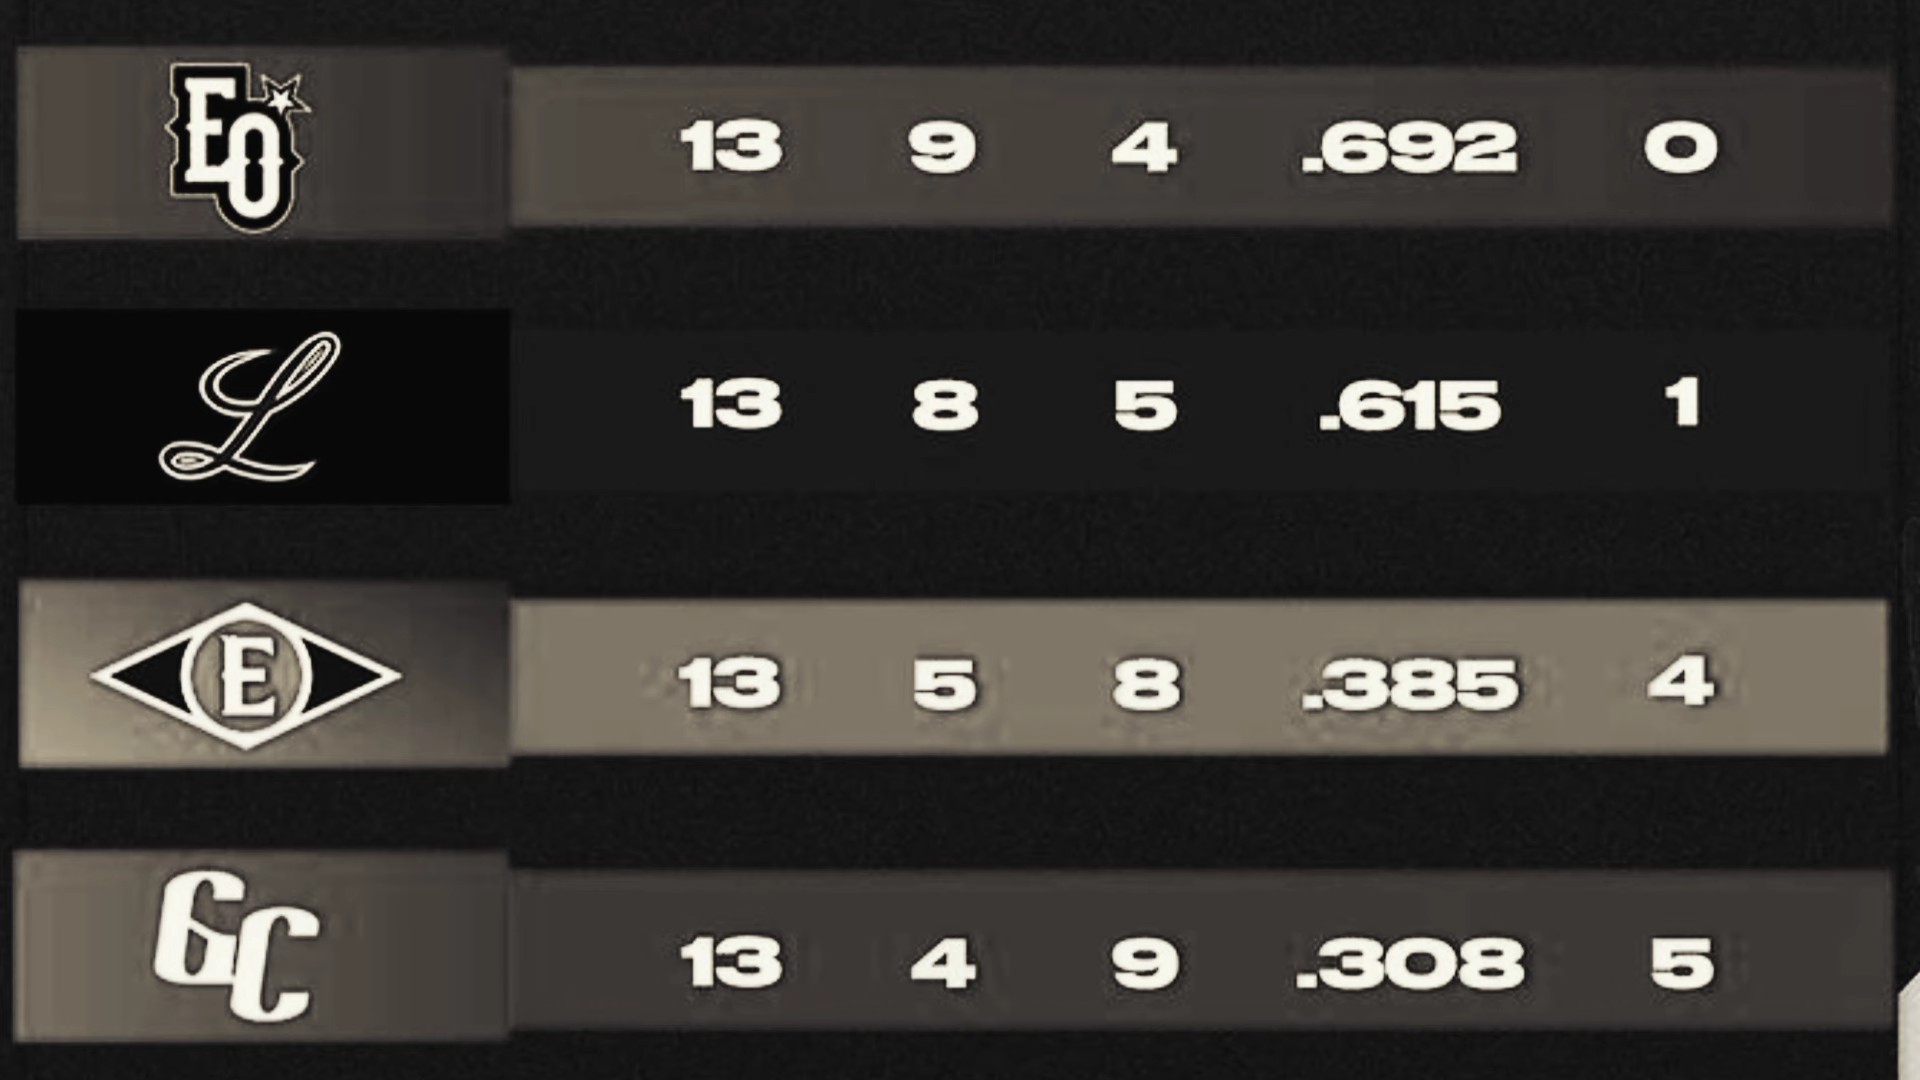 EO 13 9 4 .692 0
L 13 8 5 .615 1
E 13 5 8 .385 4
GC 13 4 9 .308 5